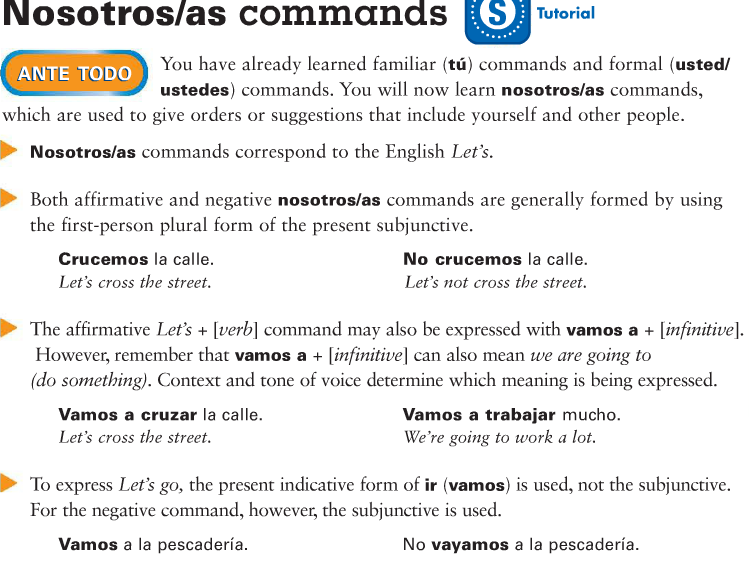 Nosotros/as commands
S Tutorial
ANTE TODO
You have already learned familiar (tú) commands and formal (usted/
ustedes) commands. You will now learn nosotros/as commands,
which are used to give orders or suggestions that include yourself and other people.
Nosotros/as commands correspond to the English Let's.
Both affirmative and negative nosotros/as commands are generally formed by using
the first-person plural form of the present subjunctive.
Crucemos la calle. No crucemos la calle.
Let's cross the street. Let's not cross the street.
The affirmative Let's + [verb] command may also be expressed with vamos a + [infinitive].
However, remember that vamos a + [infinitive] can also mean we are going to
(do something). Context and tone of voice determine which meaning is being expressed.
Vamos a cruzar la calle. Vamos a trabajar mucho.
Let's cross the street. We're going to work a lot.
To express Let's go, the present indicative form of ir (vamos) is used, not the subjunctive.
For the negative command, however, the subjunctive is used.
Vamos a la pescadería. No vayamos a la pescadería.